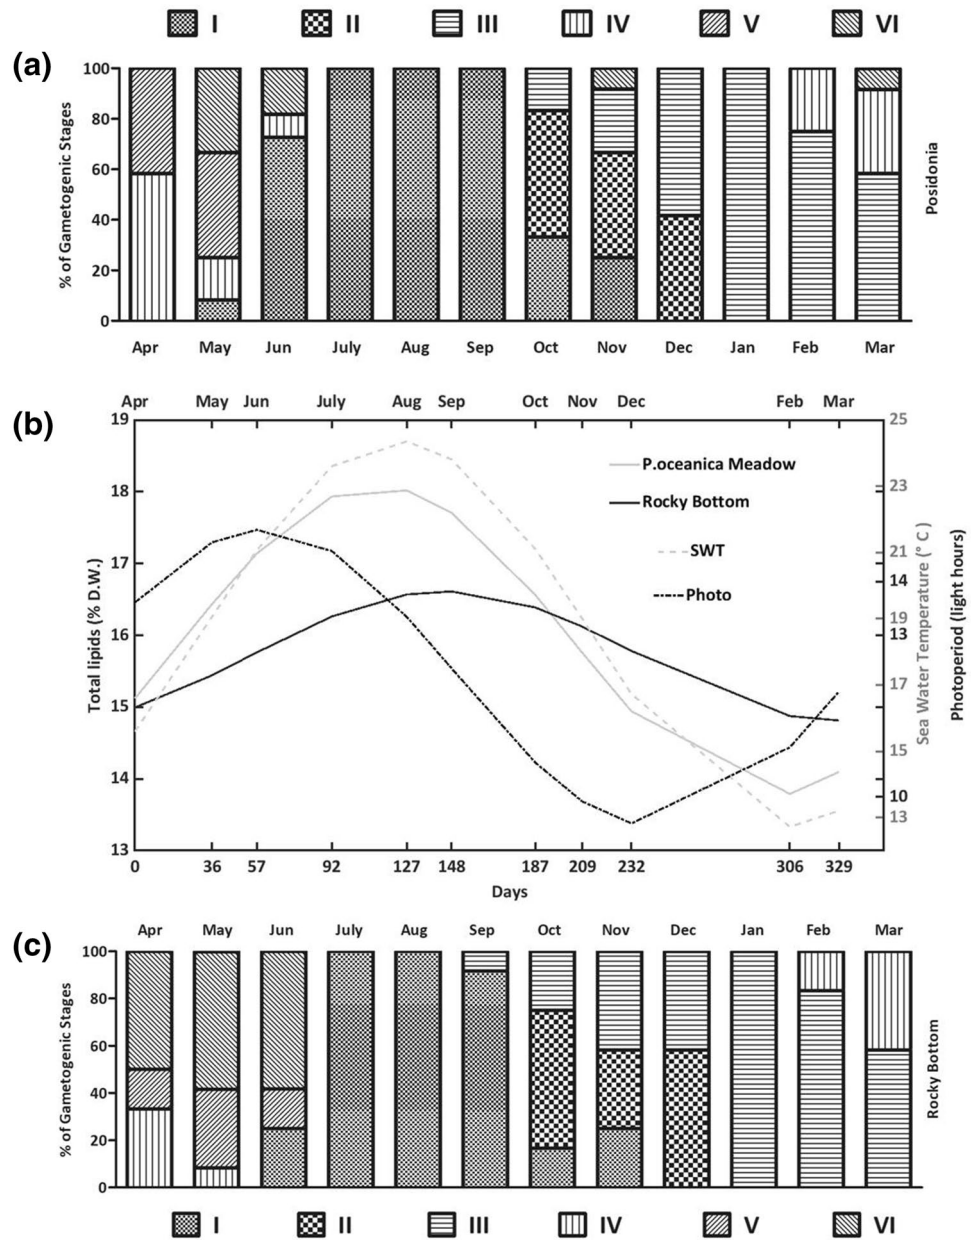 I II III IV V VI
(a)
% of Gametogenic Stages
100
80
60
40
20
0
Posidonia
Apr May Jun July Aug Sep Oct Nov Dec Jan Feb Mar
(b)
Apr May Jun July Aug Sep Oct Nov Dec Feb Mar
Total lipids (% D.W.)
19
18
17
16
15
14
13
P.oceanica Meadow
Rocky Bottom
SWT
Photo
25
23
21
19
17
15
13
Sea Water Temperature (° C )
14
13
10
Photoperiod (light hours)
0 36 57 92 127 148 187 209 232 306 329
Days
(c)
Apr May Jun July Aug Sep Oct Nov Dec Jan Feb Mar
% of Gametogenic Stages
100
80
60
40
20
0
Rocky Bottom
I II III IV V VI